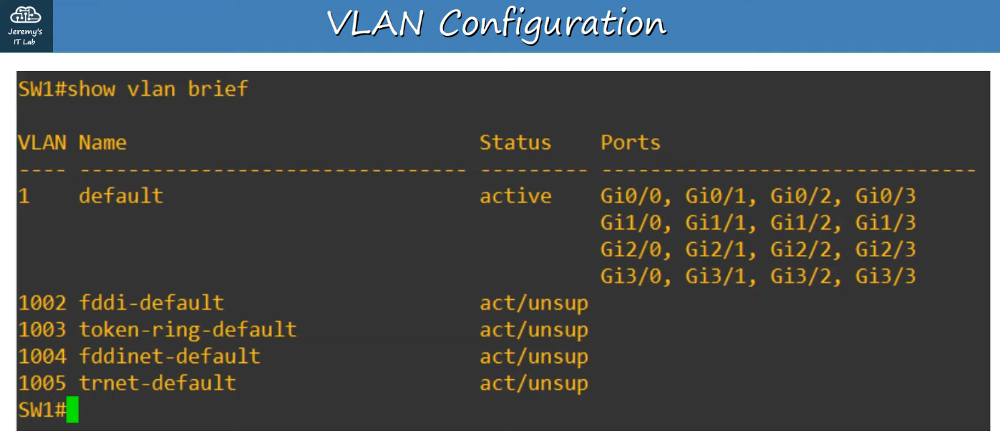 Jeremy's
IT Lab
VLAN Configuration
SW1#show vlan brief
VLAN Name                             Status    Ports
---- -------------------------------- --------- -------------------------------
1    default                          active    Gi0/0, Gi0/1, Gi0/2, Gi0/3
                                                Gi1/0, Gi1/1, Gi1/2, Gi1/3
                                                Gi2/0, Gi2/1, Gi2/2, Gi2/3
                                                Gi3/0, Gi3/1, Gi3/2, Gi3/3
1002 fddi-default                     act/unsup
1003 token-ring-default               act/unsup
1004 fddinet-default                  act/unsup
1005 trnet-default                    act/unsup
SW1#